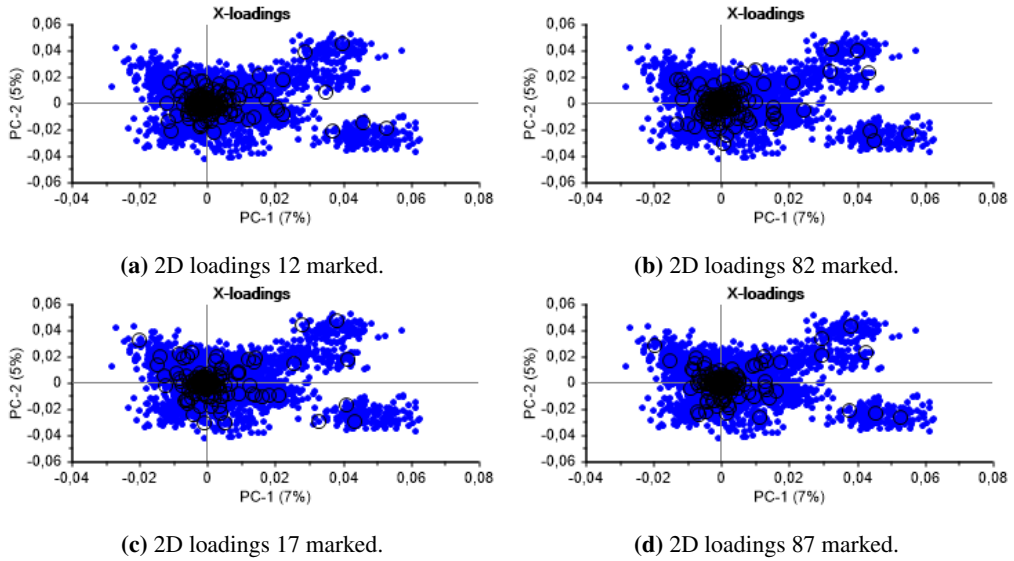 X-loadings
X-loadings
0,06
0,04
0,02
0
-0,02
-0,04
-0,06
PC-2 (5%)
-0,04 -0,02 0 0,02 0,04 0,06 0,08
PC-1 (7%)
0,06
0,04
0,02
0
-0,02
-0,04
-0,06
PC-2 (5%)
-0,04 -0,02 0 0,02 0,04 0,06 0,08
PC-1 (7%)
(a) 2D loadings 12 marked.
(b) 2D loadings 82 marked.
X-loadings
X-loadings
0,06
0,04
0,02
0
-0,02
-0,04
-0,06
PC-2 (5%)
-0,04 -0,02 0 0,02 0,04 0,06 0,08
PC-1 (7%)
0,06
0,04
0,02
0
-0,02
-0,04
-0,06
PC-2 (5%)
-0,04 -0,02 0 0,02 0,04 0,06 0,08
PC-1 (7%)
(c) 2D loadings 17 marked.
(d) 2D loadings 87 marked.